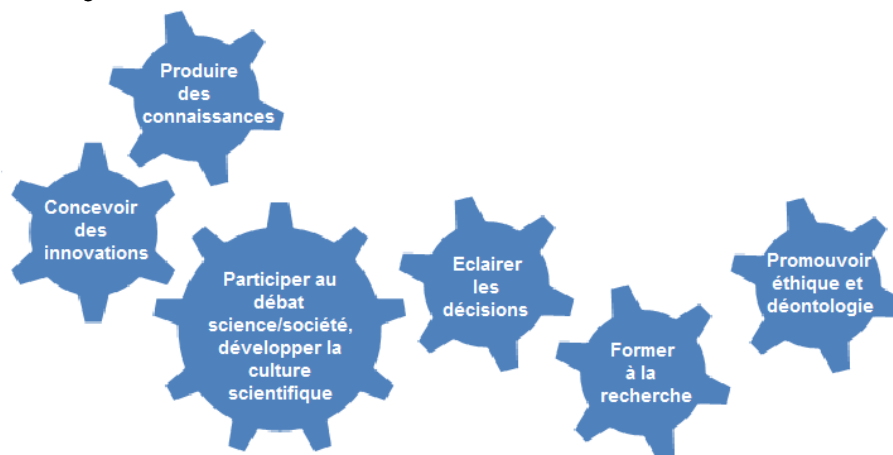 Produire
des
connaissances
Concevoir
des
innovations
Participer au
débat
science/société,
développer la
culture
scientifique
Eclairer
les
décisions
Former
à la
recherche
Promouvoir
éthique et
déontologie